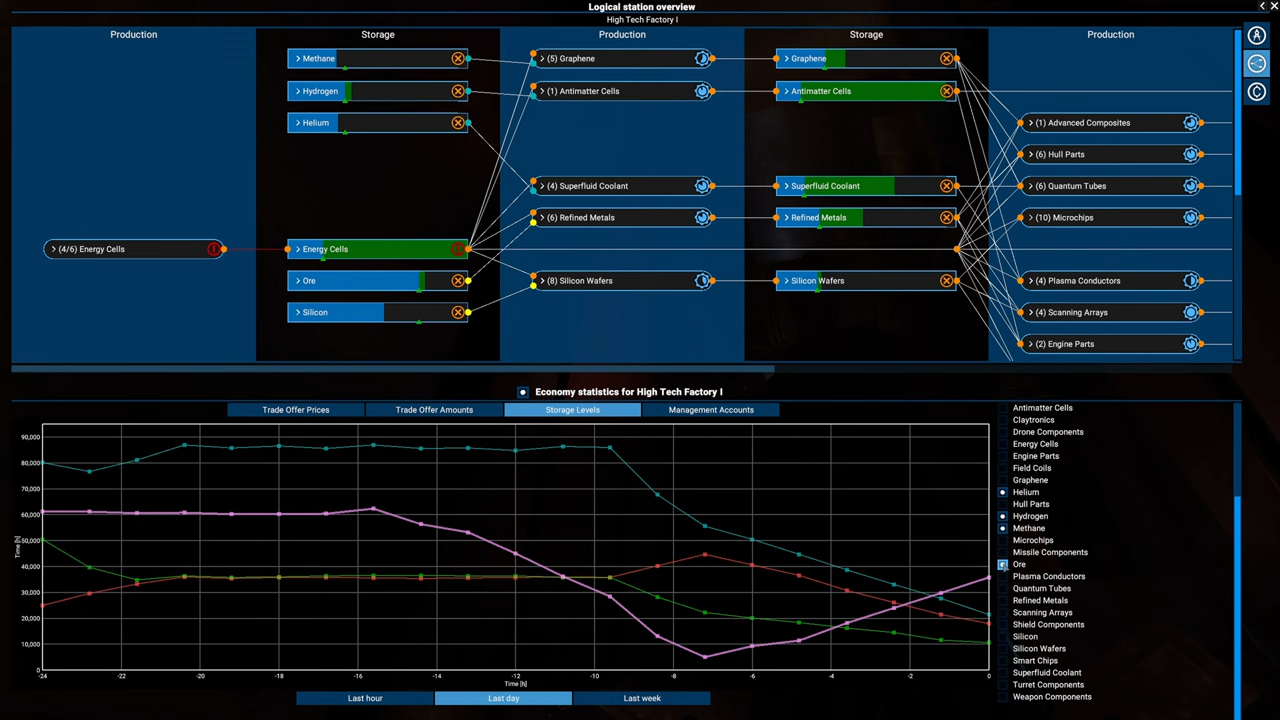 Logical station overview
High Tech Factory I
Production
Storage
Production
Storage
Production
Methane
(5) Graphene
Graphene
Hydrogen
(1) Antimatter Cells
Antimatter Cells
Helium
(1) Advanced Composites
(6) Hull Parts
(4) Superfluid Coolant
Superfluid Coolant
(6) Quantum Tubes
(6) Refined Metals
Refined Metals
(10) Microchips
(4/6) Energy Cells
Energy Cells
Ore
(8) Silicon Wafers
Silicon Wafers
(4) Plasma Conductors
Silicon
(4) Scanning Arrays
(2) Engine Parts
Economy statistics for High Tech Factory I
Trade Offer Prices
Trade Offer Amounts
Storage Levels
Management Accounts
90,000
80,000
70,000
60,000
50,000
40,000
30,000
20,000
10,000
0
Time [h]
-24
-22
-20
-18
-16
-14
-12
-10
-8
-6
-4
-2
0
Time [h]
Last hour
Last day
Last week
Antimatter Cells
Claytronics
Drone Components
Energy Cells
Engine Parts
Field Coils
Graphene
Helium
Hull Parts
Hydrogen
Methane
Microchips
Missile Components
Ore
Plasma Conductors
Quantum Tubes
Refined Metals
Scanning Arrays
Shield Components
Silicon
Silicon Wafers
Smart Chips
Superfluid Coolant
Turret Components
Weapon Components